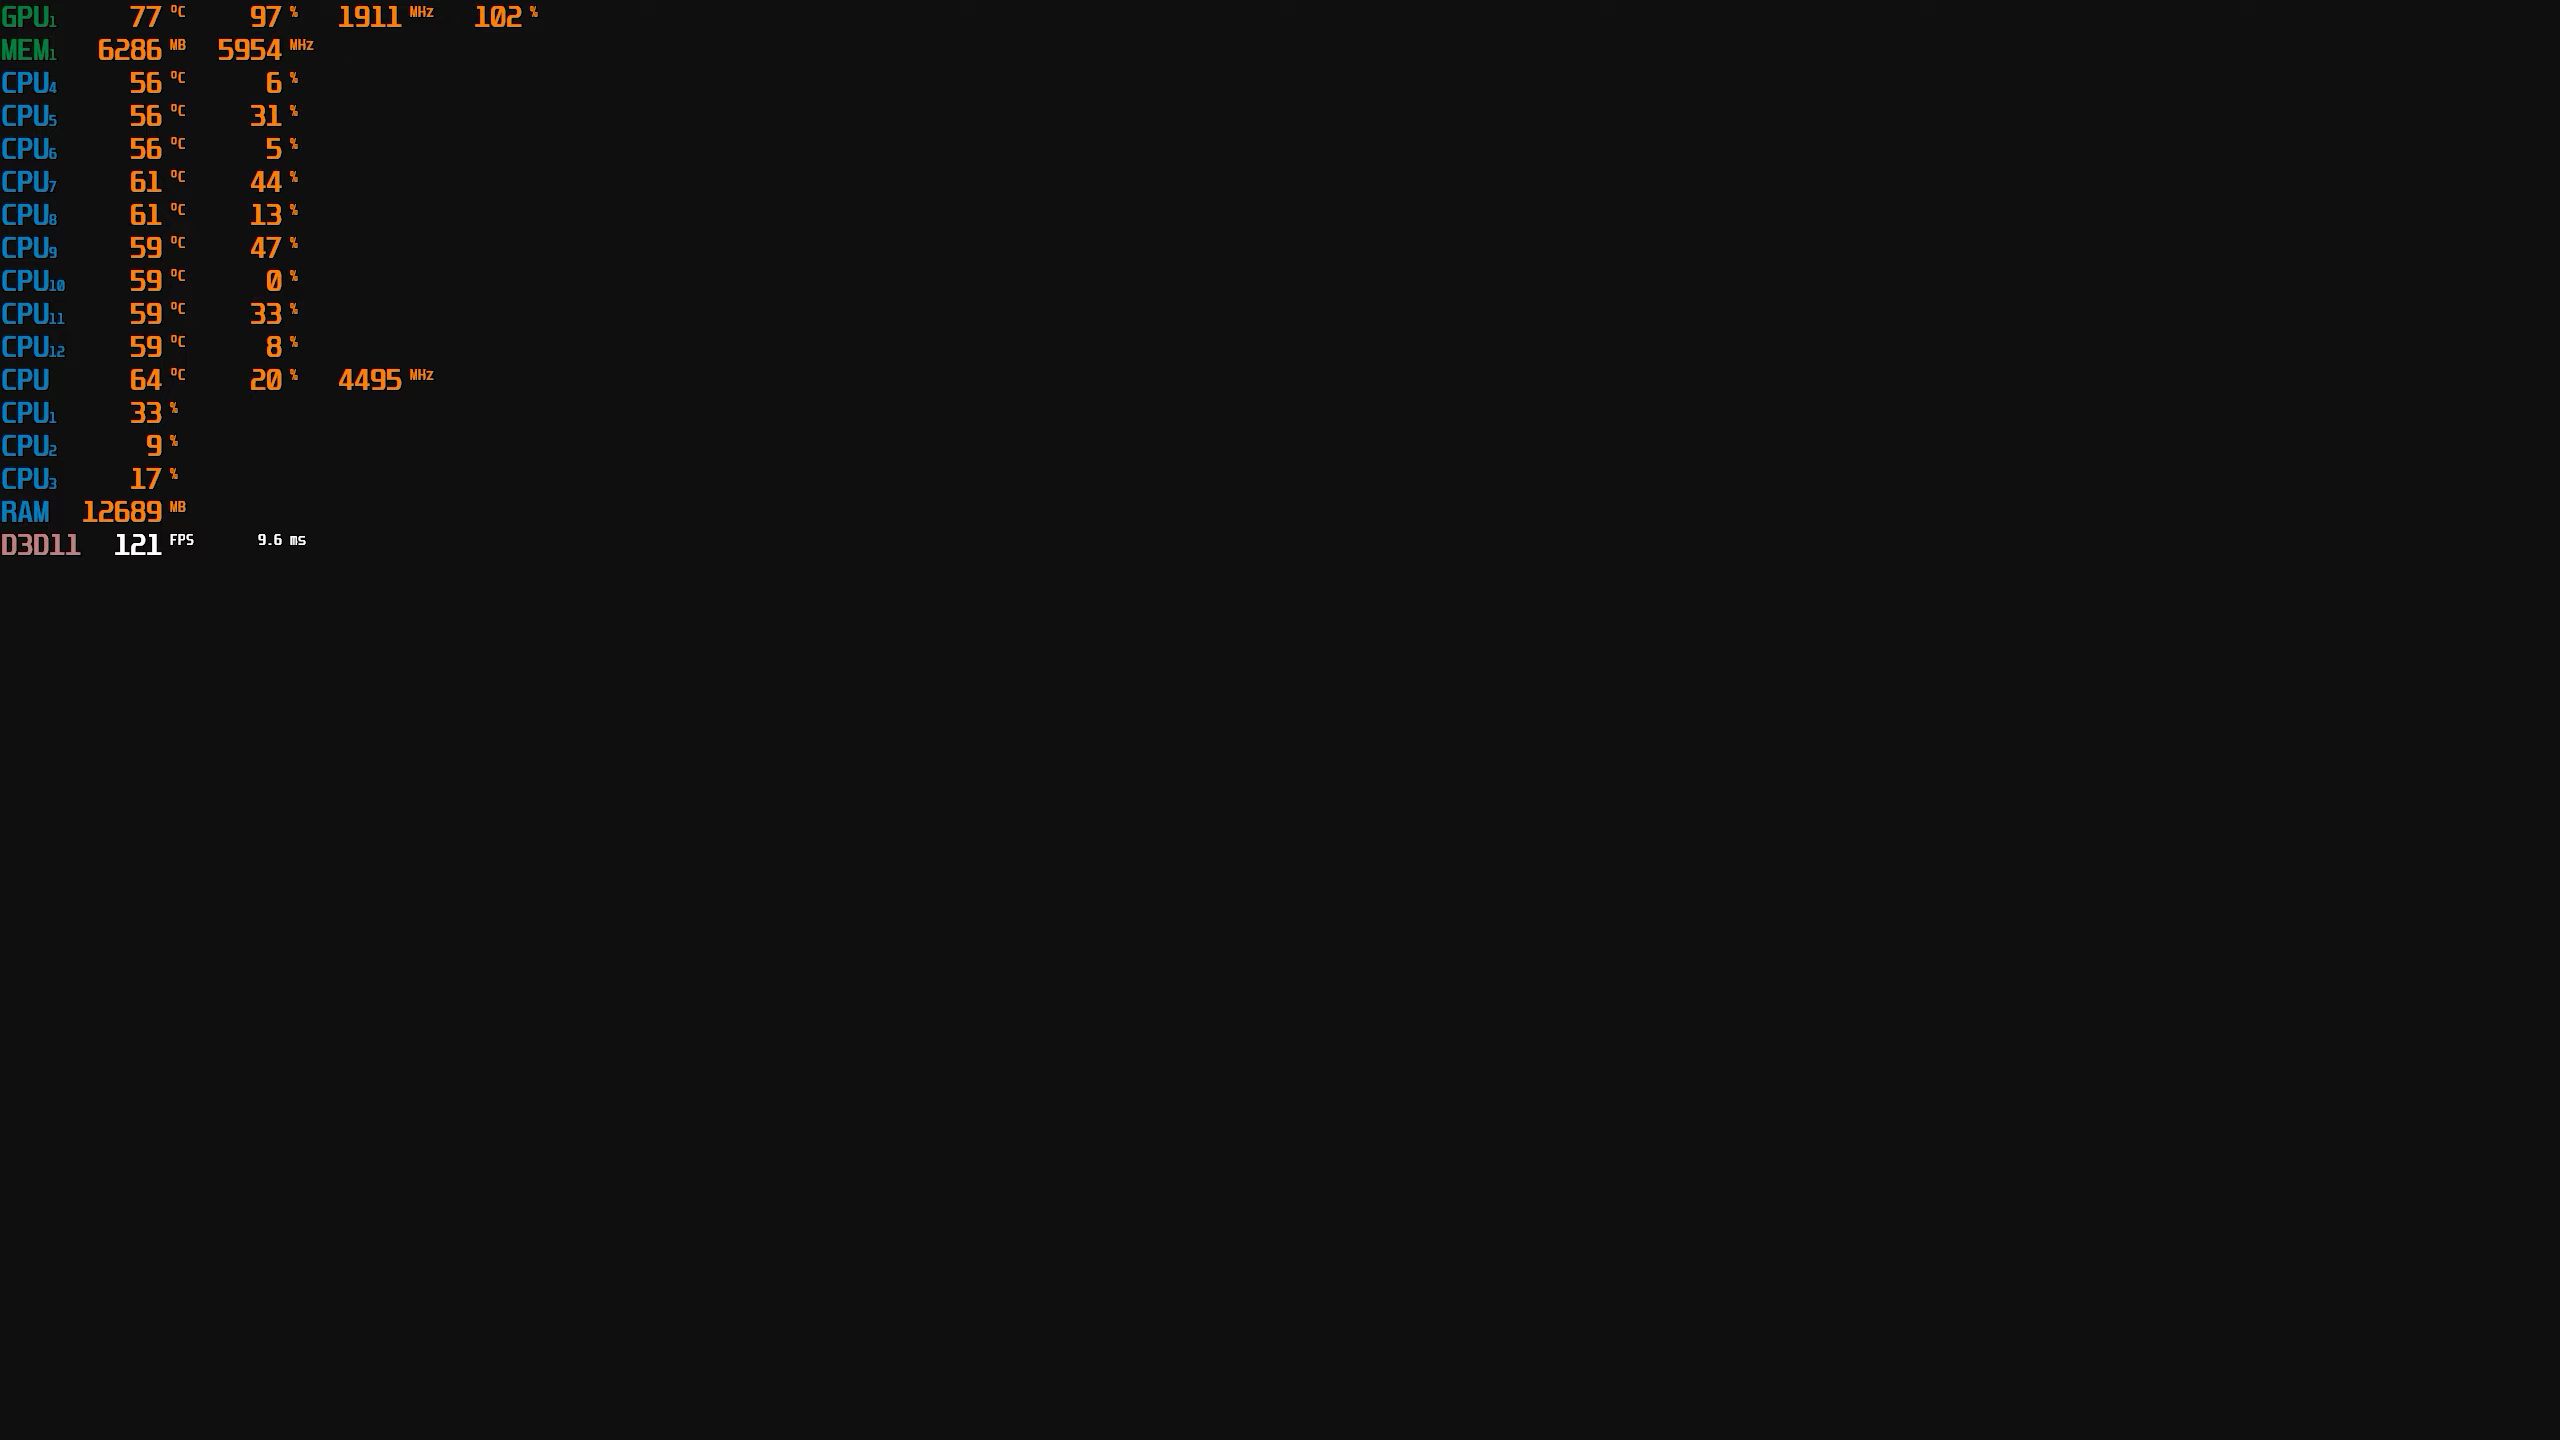 GPU1 77 °C 97 % 1911 MHz 102 %
MEM1 6286 MB 5954 MHz
CPU4 56 °C 6 %
CPU5 56 °C 31 %
CPU6 56 °C 5 %
CPU7 61 °C 44 %
CPU8 61 °C 13 %
CPU9 59 °C 47 %
CPU10 59 °C 0 %
CPU11 59 °C 33 %
CPU12 59 °C 8 %
CPU 64 °C 20 % 4495 MHz
CPU1 33 %
CPU2 9 %
CPU3 17 %
RAM 12689 MB
D3D11 121 FPS 9.6 ms